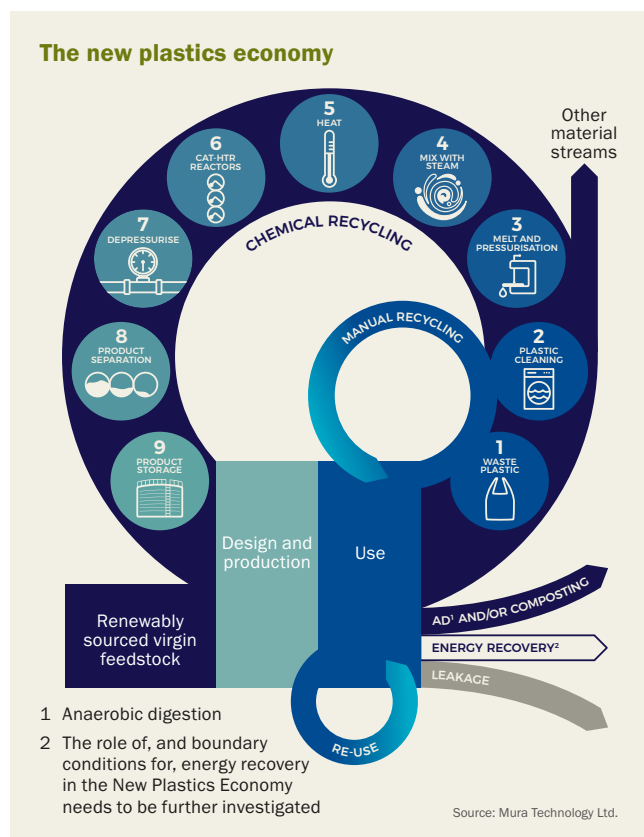 The new plastics economy
Other
material
streams
5
HEAT
6
CAT-HTR
REACTORS
4
MIX WITH
STEAM
7
DEPRESSURISE
CHEMICAL RECYCLING
3
MELT AND
PRESSURISATION
8
PRODUCT
SEPARATION
MANUAL RECYCLING
2
PLASTIC
CLEANING
9
PRODUCT
STORAGE
1
WASTE
PLASTIC
Design and
production
Use
Renewably
sourced virgin
feedstock
AD¹ AND/OR COMPOSTING
ENERGY RECOVERY²
LEAKAGE
RE-USE
1 Anaerobic digestion
2 The role of, and boundary
conditions for, energy recovery
in the New Plastics Economy
needs to be further investigated
Source: Mura Technology Ltd.